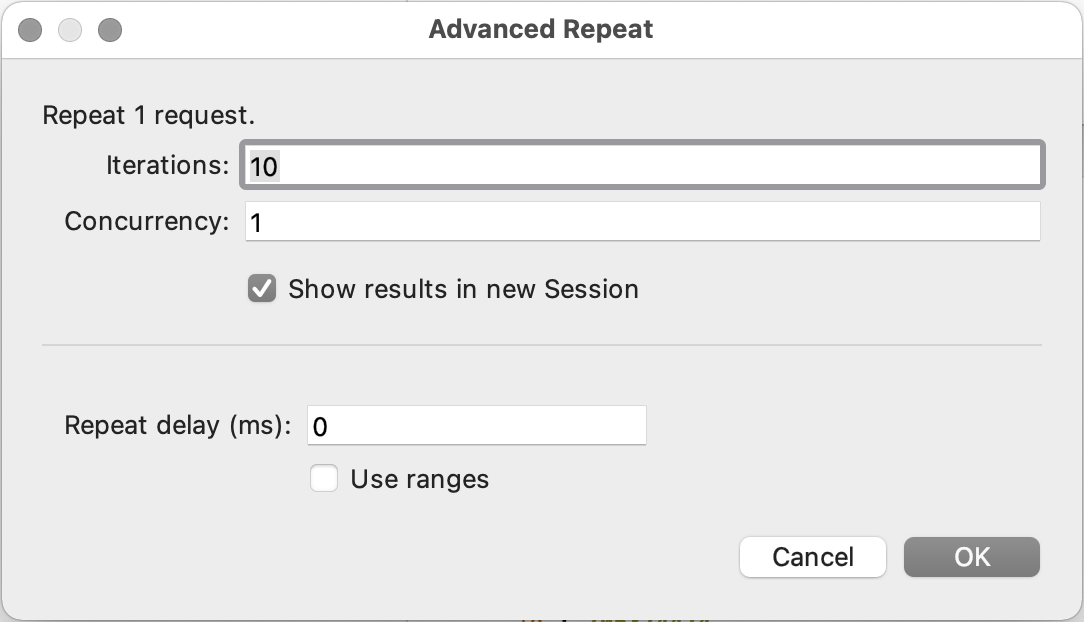 Advanced Repeat
Repeat 1 request.
Iterations: 10
Concurrency: 1
Show results in new Session
Repeat delay (ms): 0
Use ranges
Cancel OK